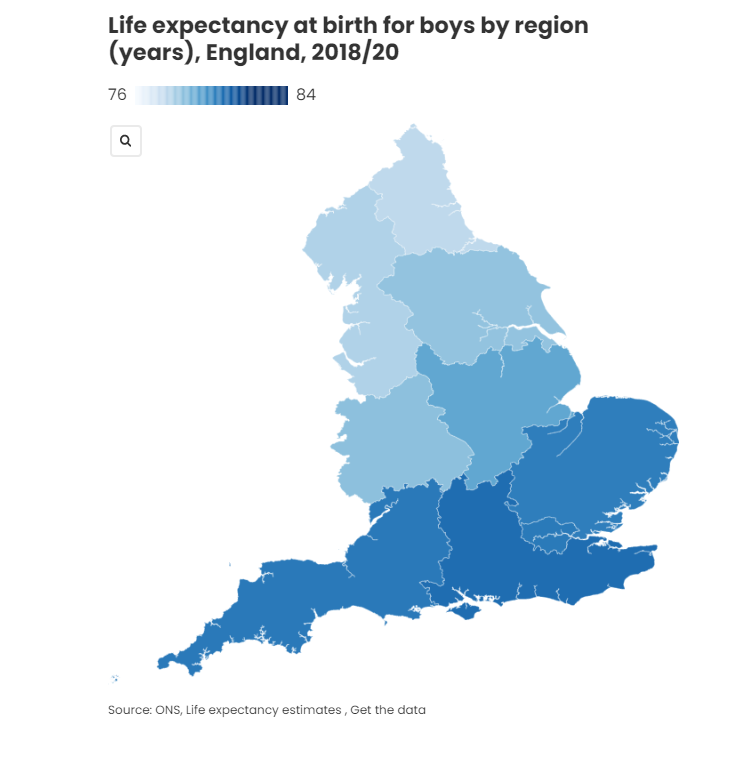 Life expectancy at birth for boys by region
(years), England, 2018/20
76 84
Source: ONS, Life expectancy estimates , Get the data